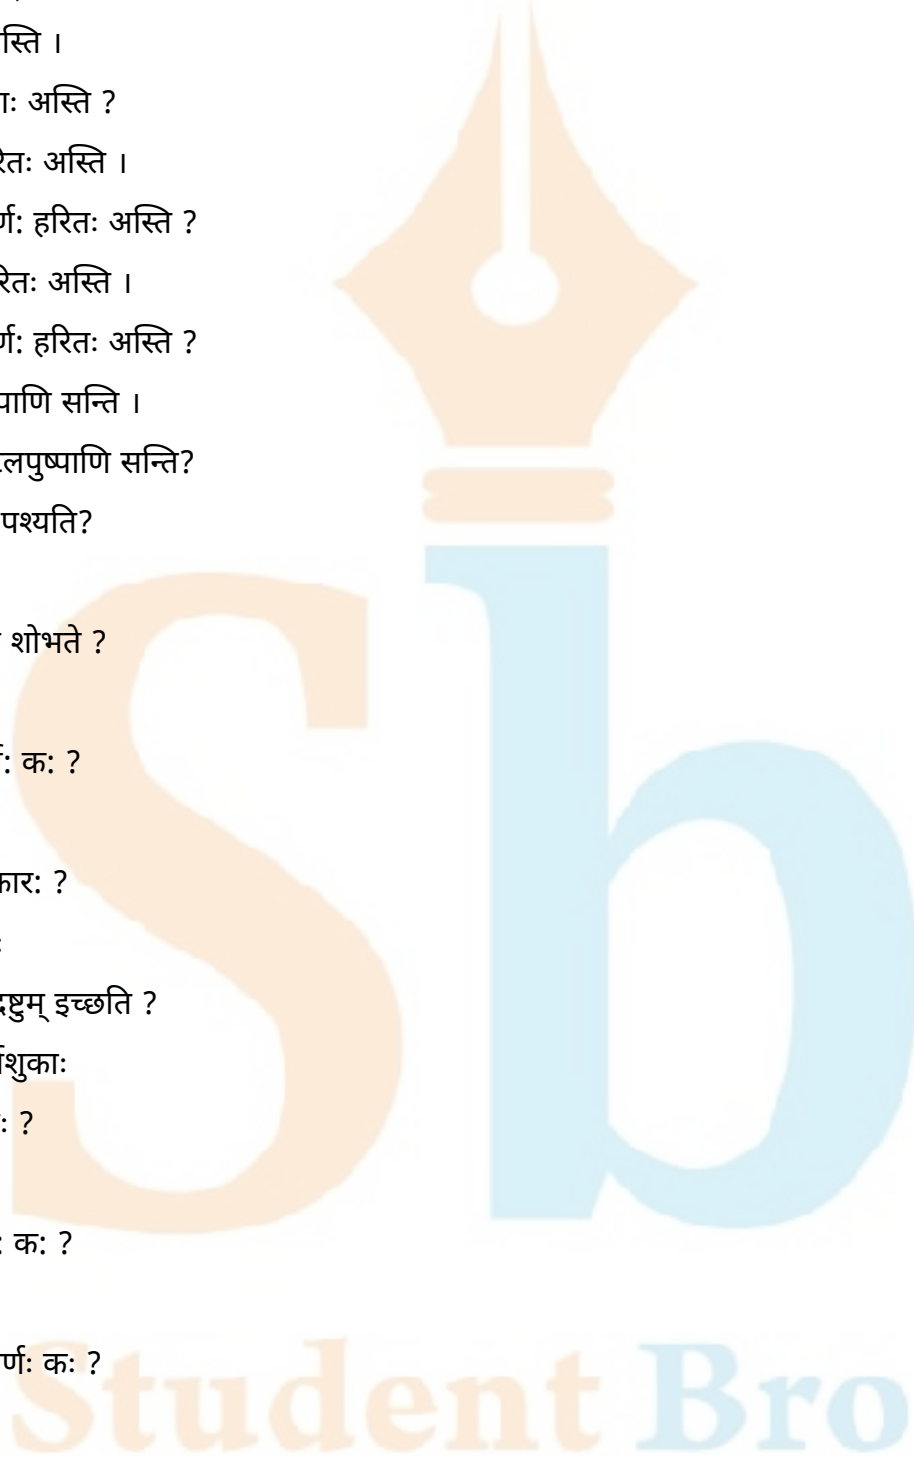 स्ति ।
ाः अस्ति ?
रेतः अस्ति ।
र्ण: हरितः अस्ति ?
रेतः अस्ति ।
र्ण: हरितः अस्ति ?
पाणि सन्ति ।
लपुष्पाणि सन्ति?
पश्यति?
शोभते ?
: क: ?
कार: ?
द्रष्टुम् इच्छति ?
शुकाः
: ?
: क: ?
र्णः कः ?
Student Bro